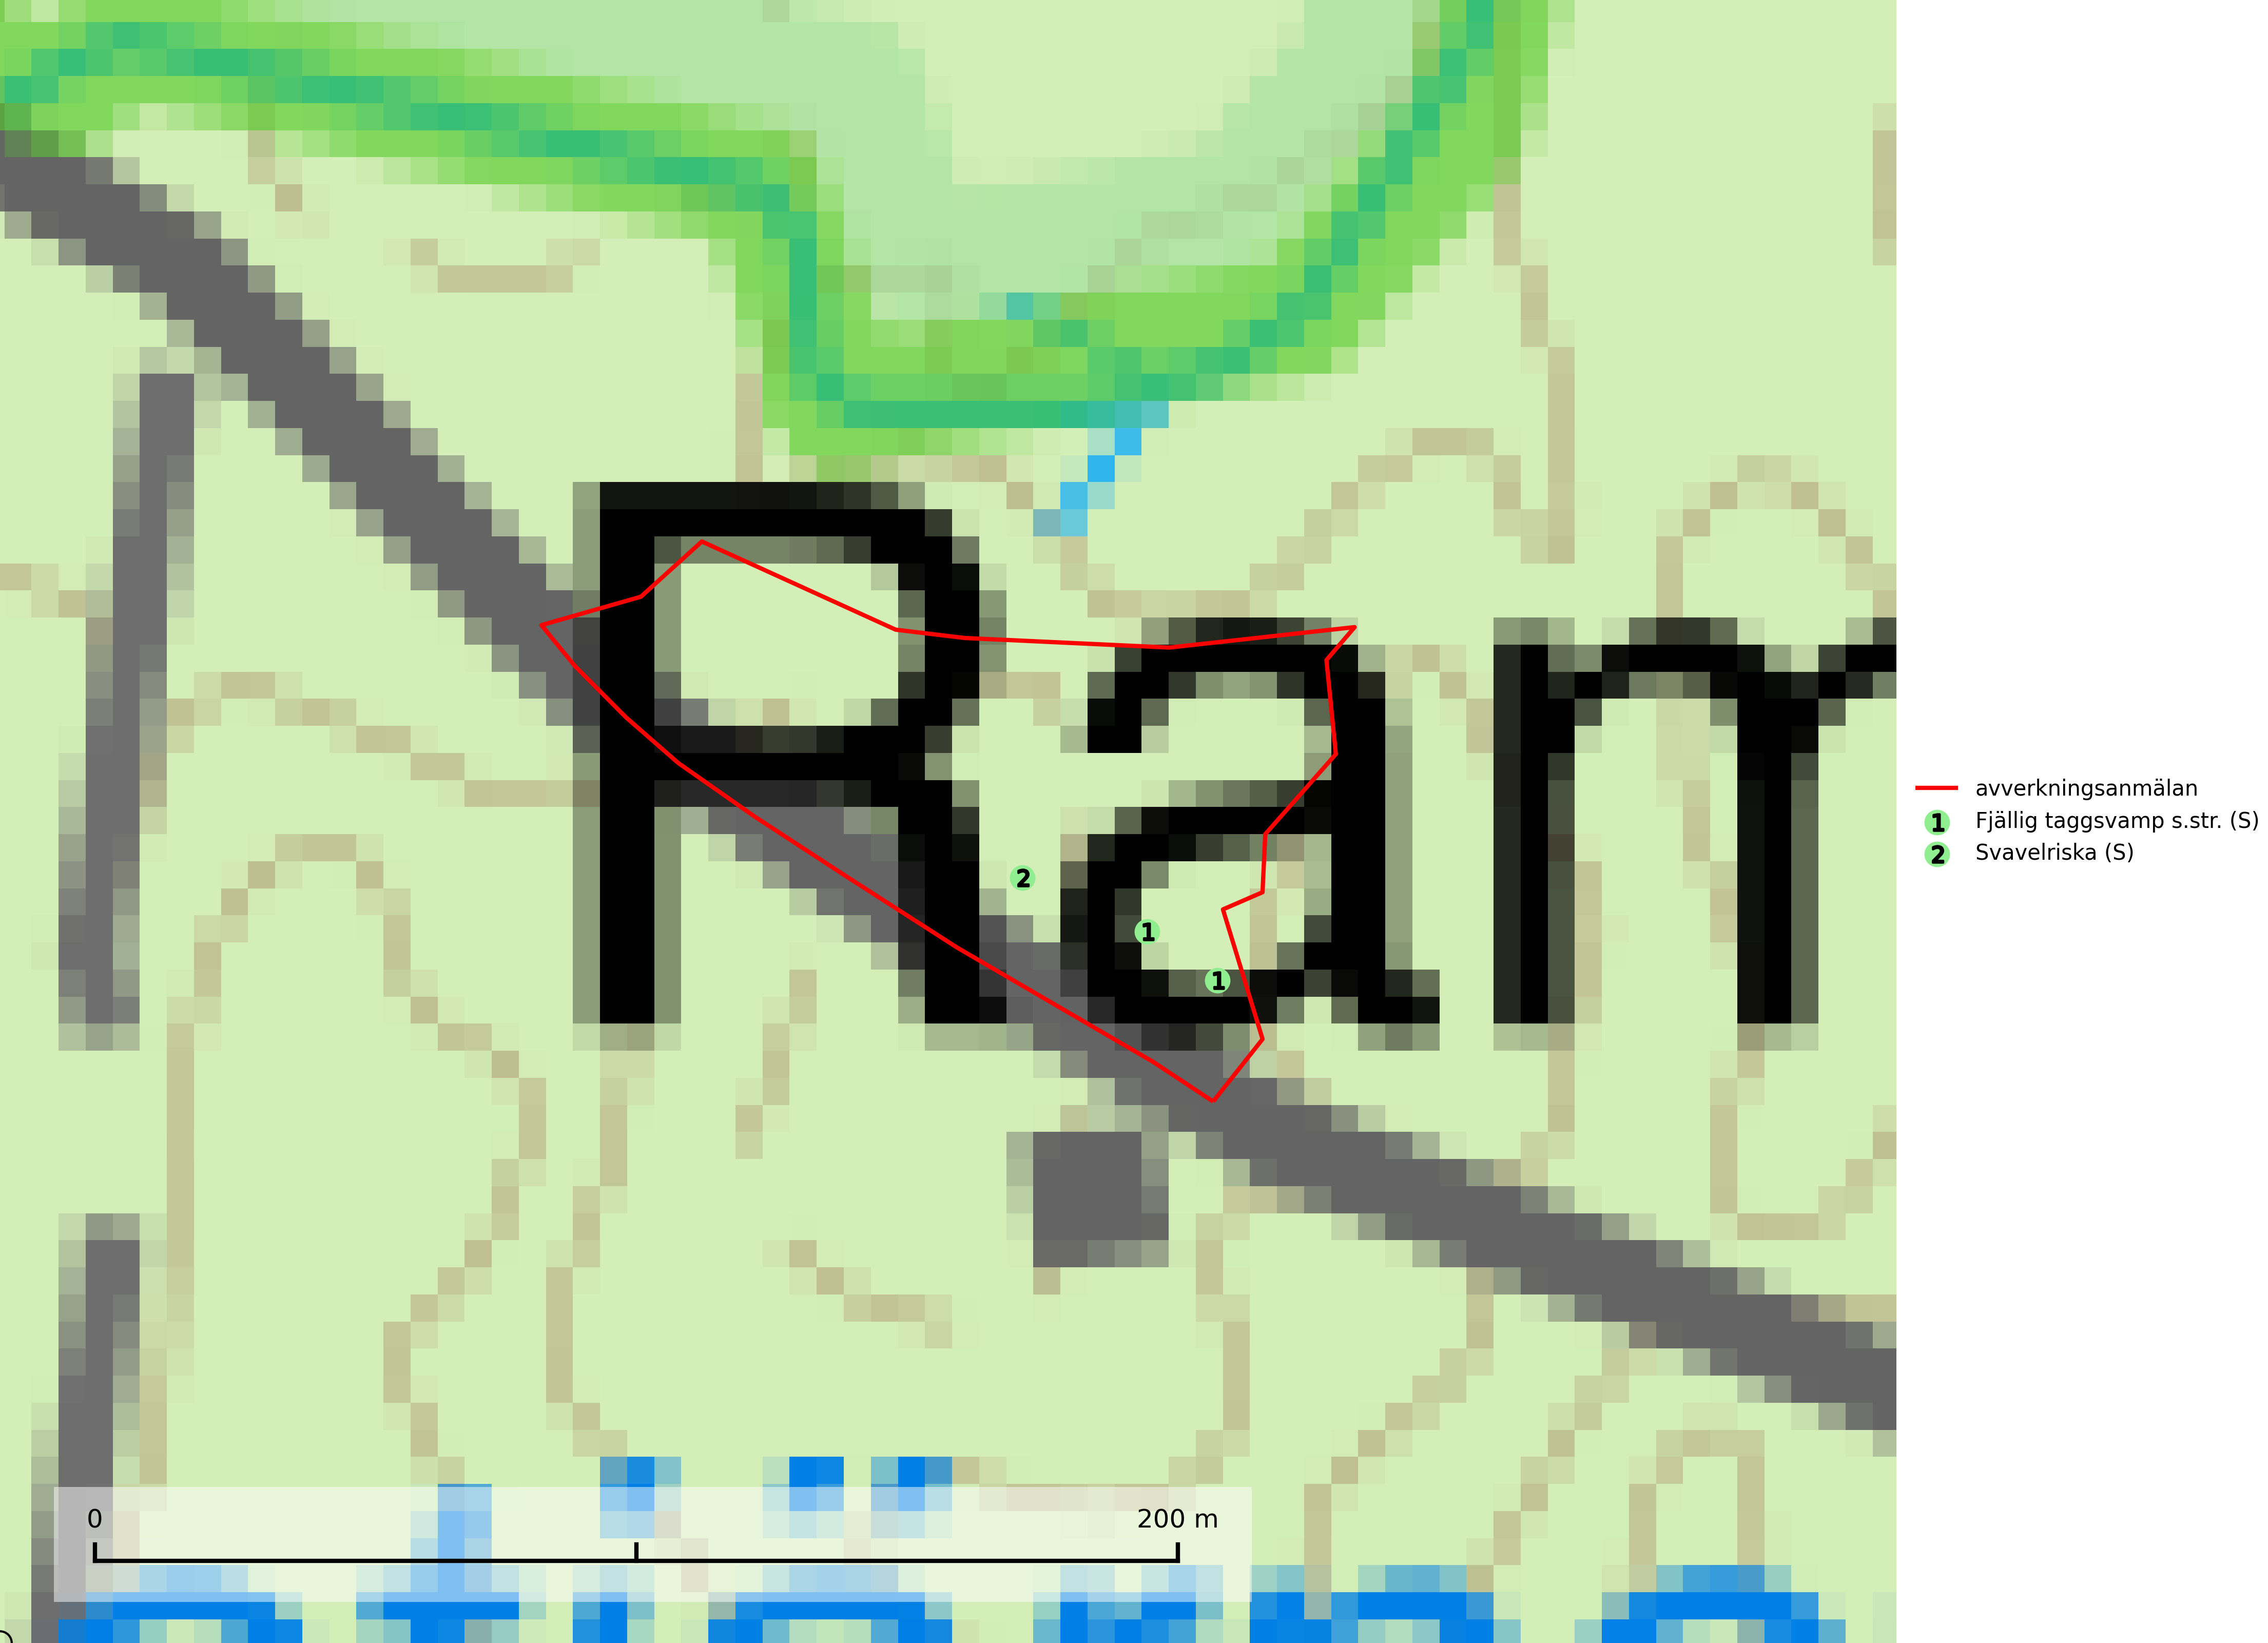 Ran
2
1
1
avverkningsanmälan
1 Fjällig taggsvamp s.str. (S)
2 Svavelriska (S)
0 200 m